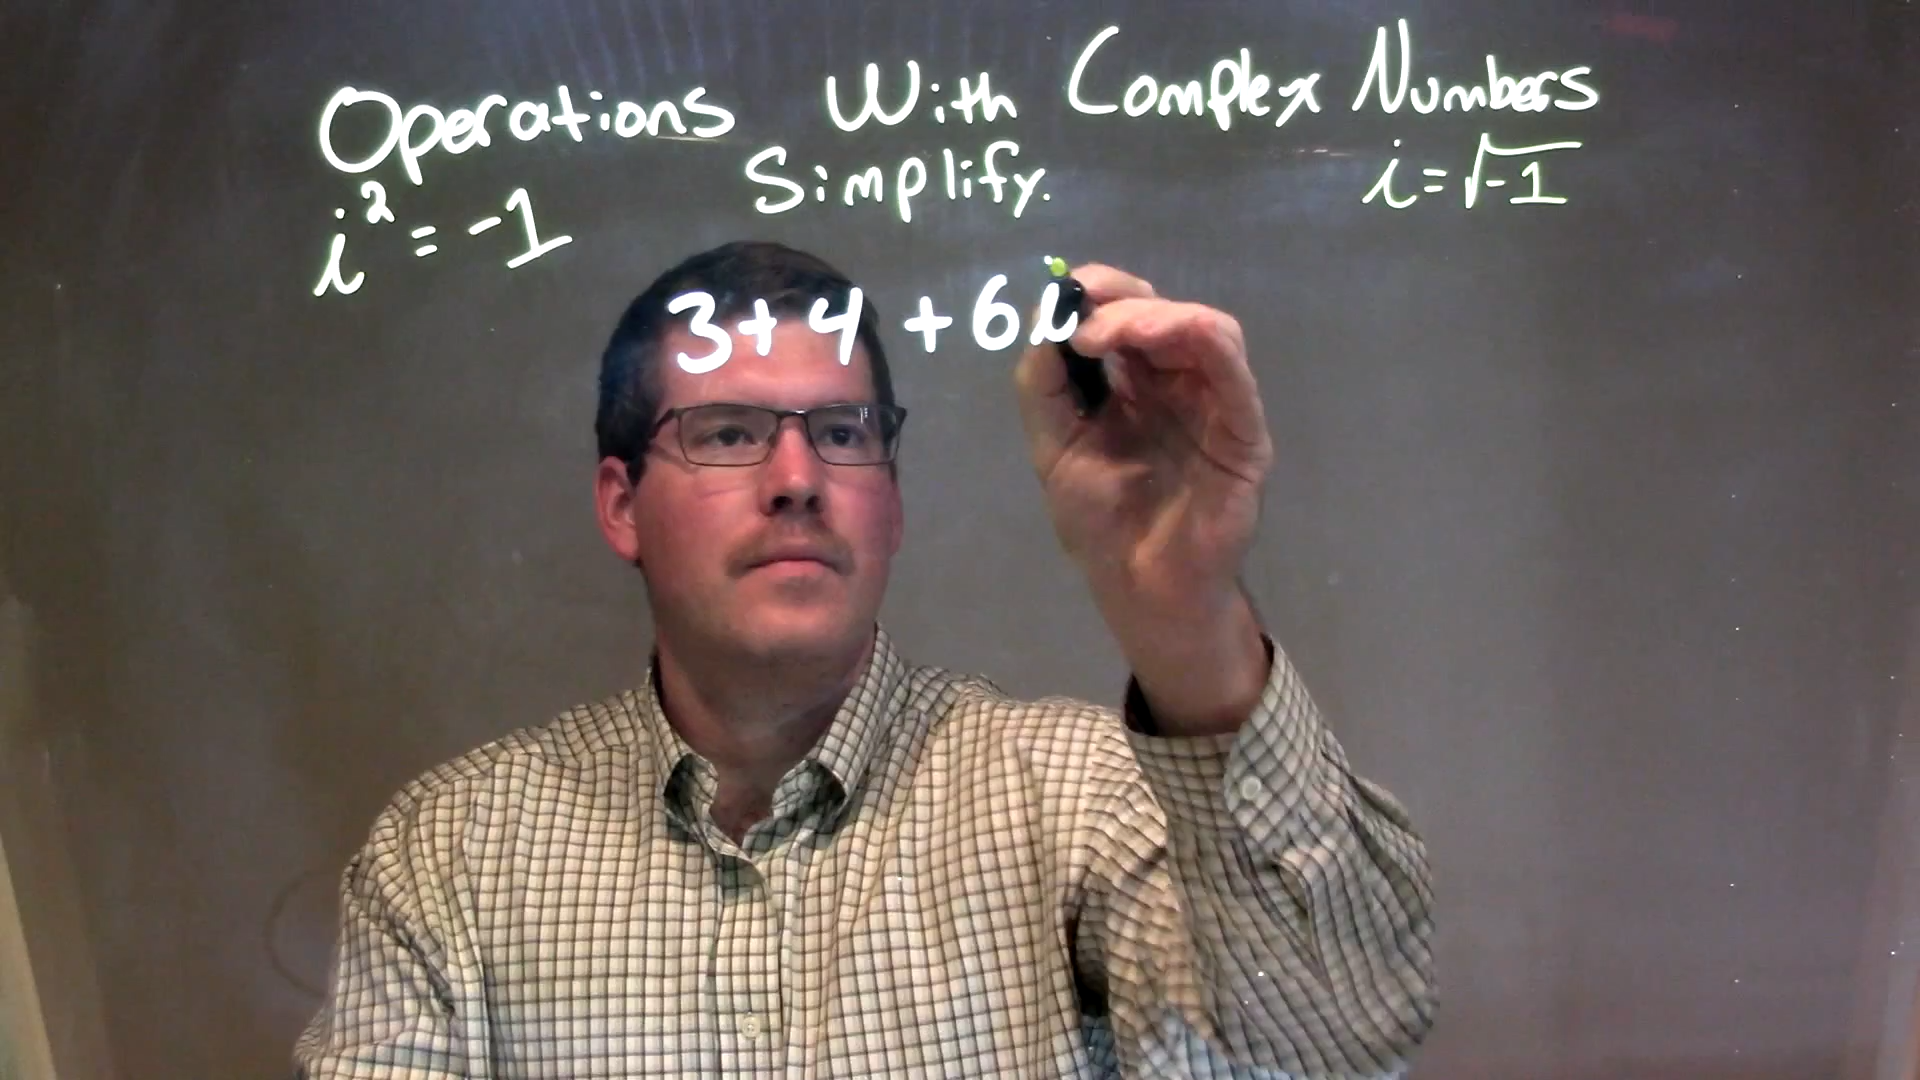 Operations With Complex Numbers
Simplify.
i=√-1
i²=-1
3+4+6i